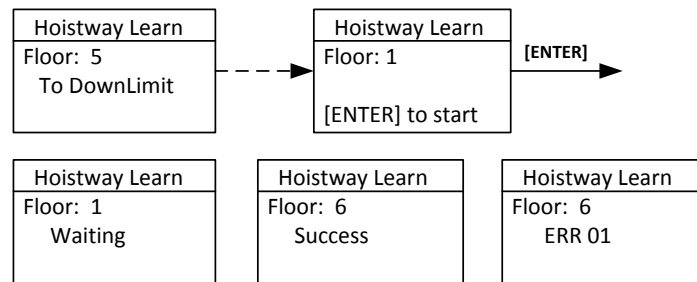 Hoistway Learn
Floor: 5
To DownLimit
Hoistway Learn
Floor: 1
[ENTER] to start
[ENTER]
Hoistway Learn
Floor: 1
Waiting
Hoistway Learn
Floor: 6
Success
Hoistway Learn
Floor: 6
ERR 01